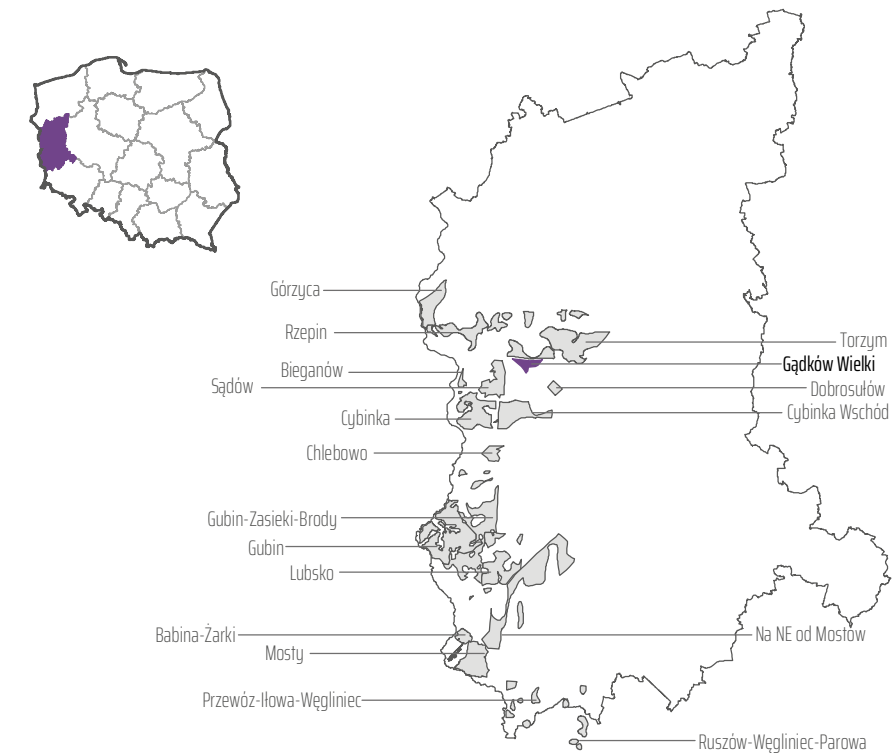 Górzyca
Rzepin
Torzym
Gądków Wielki
Bieganów
Sądów
Dobrosułów
Cybinka Wschód
Cybinka
Chlebowo
Gubin-Zasieki-Brody
Gubin
Lubsko
Babina-Żarki
Na NE od Mostów
Mosty
Przewóz-Iłowa-Węgliniec
Ruszów-Węgliniec-Parowa